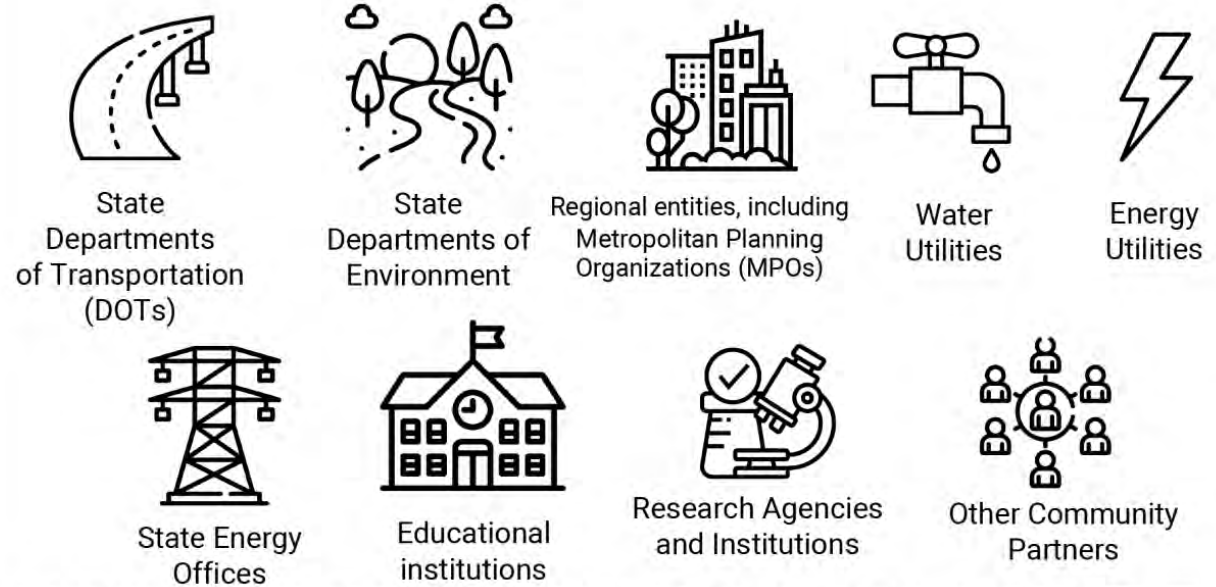 State
Departments
of Transportation
(DOTs)
State
Departments of
Environment
Regional entities, including
Metropolitan Planning
Organizations (MPOs)
Water
Utilities
Energy
Utilities
State Energy
Offices
Educational
institutions
Research Agencies
and Institutions
Other Community
Partners